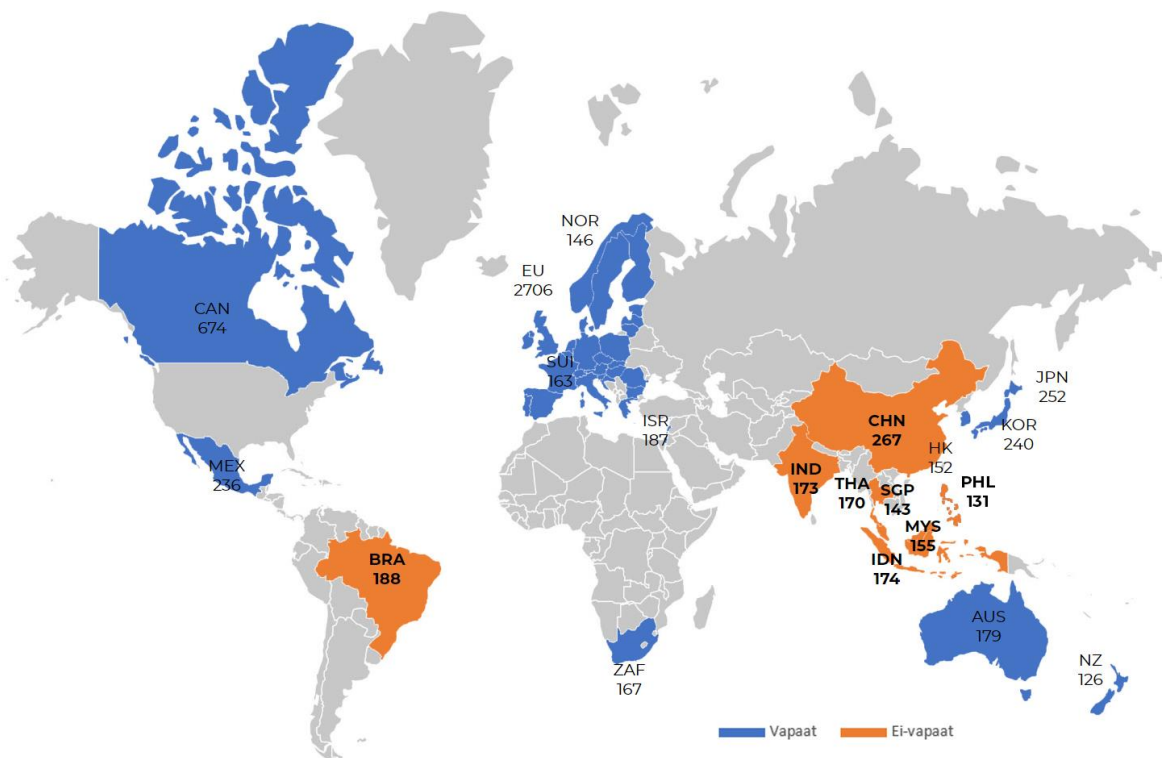 NOR
146
EU
2706
CAN
674
SUI
163
JPN
252
ISR
187
CHN
267
KOR
240
HK
152
MEX
236
IND
173
THA
170
SGP
143
PHL
131
MYS
155
BRA
188
IDN
174
AUS
179
ZAF
167
NZ
126
Vapaat
Ei-vapaat